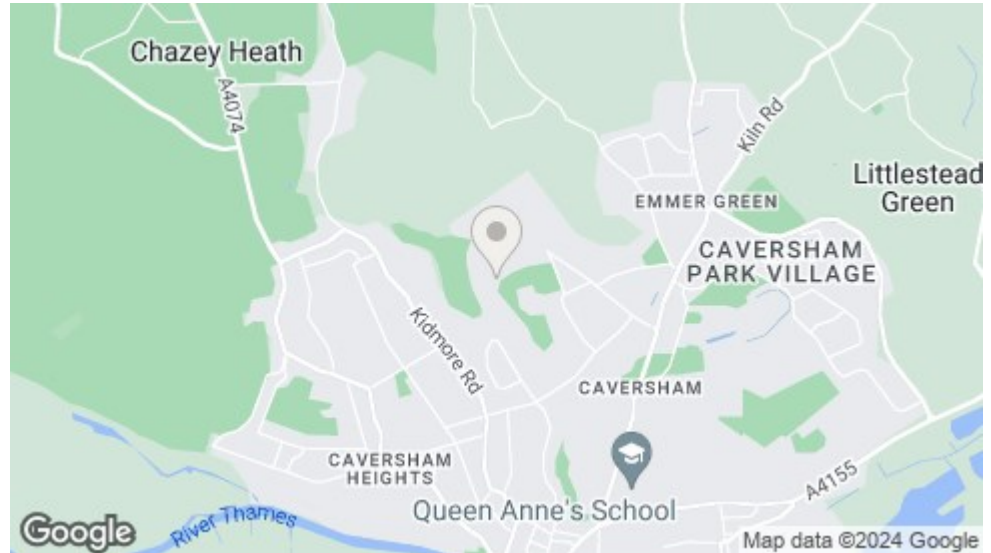 Chazey Heath
A4074
Kiln Rd
Littlestead
Green
EMMER GREEN
CAVERSHAM
PARK VILLAGE
Kidmore Rd
CAVERSHAM
CAVERSHAM
HEIGHTS
A4155
Queen Anne's School
River Thames
Google
Map data ©2024 Google